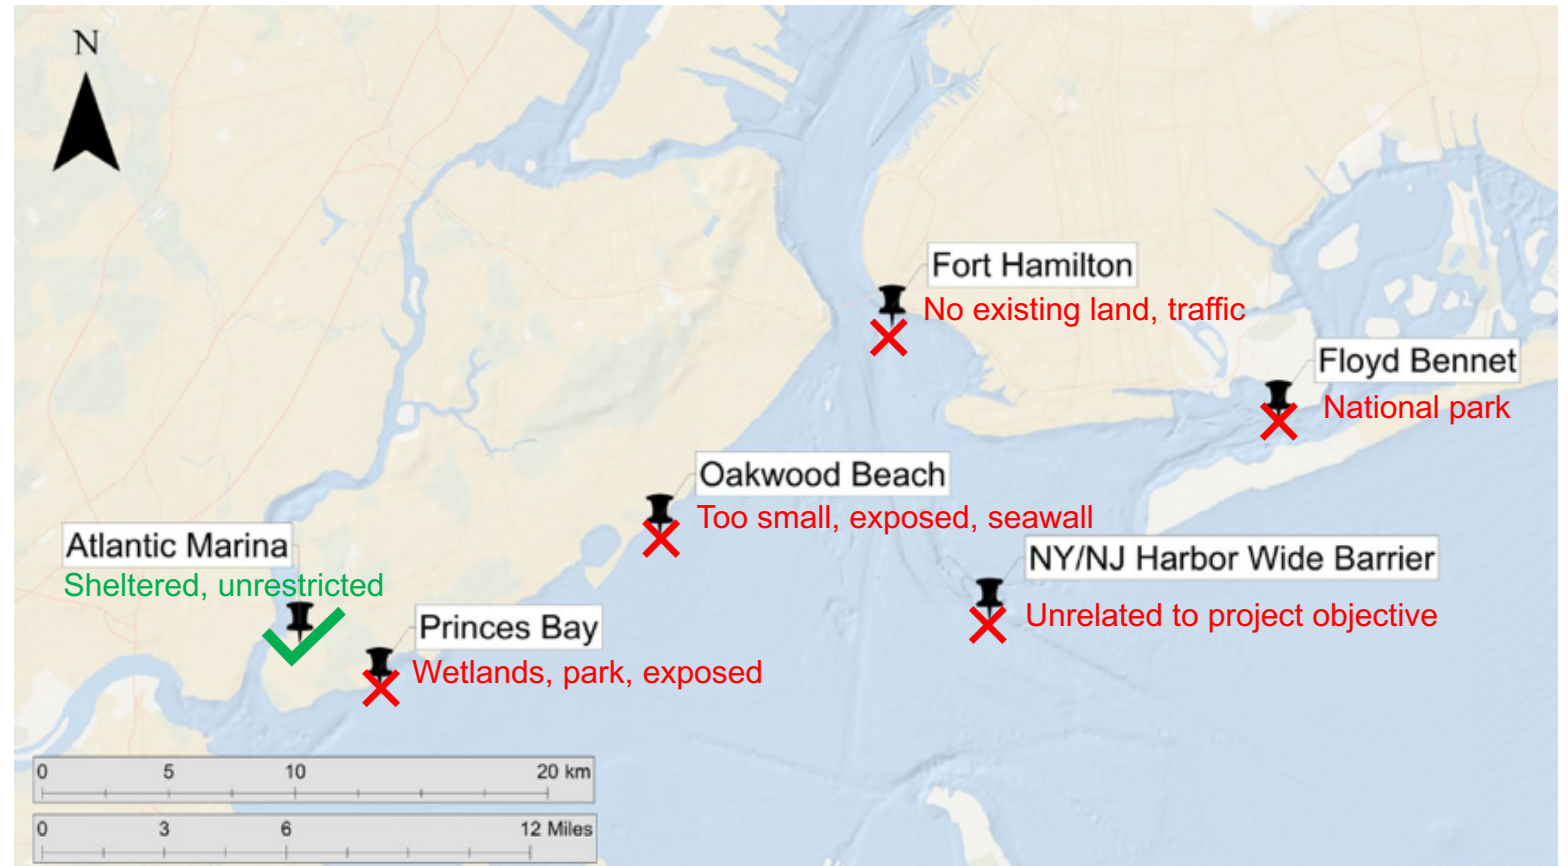 N
Fort Hamilton
No existing land, traffic
Floyd Bennet
National park
Oakwood Beach
Too small, exposed, seawall
Atlantic Marina
Sheltered, unrestricted
NY/NJ Harbor Wide Barrier
Unrelated to project objective
Princes Bay
Wetlands, park, exposed
0 5 10 20 km
0 3 6 12 Miles